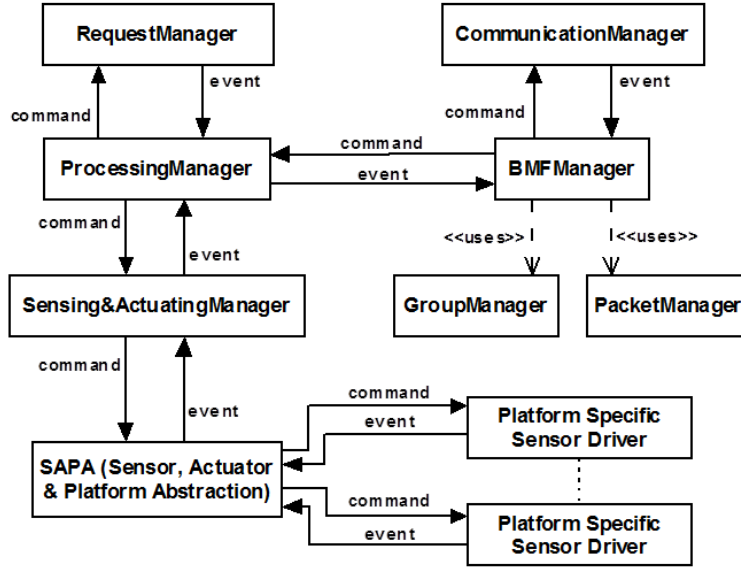 RequestManager
CommunicationManager
command
event
command
event
ProcessingManager
command
event
BMFManager
command
event
<<uses>>
<<uses>>
Sensing&ActuatingManager
GroupManager
PacketManager
command
event
SAPA (Sensor, Actuator
& Platform Abstraction)
command
event
Platform Specific
Sensor Driver
command
event
Platform Specific
Sensor Driver